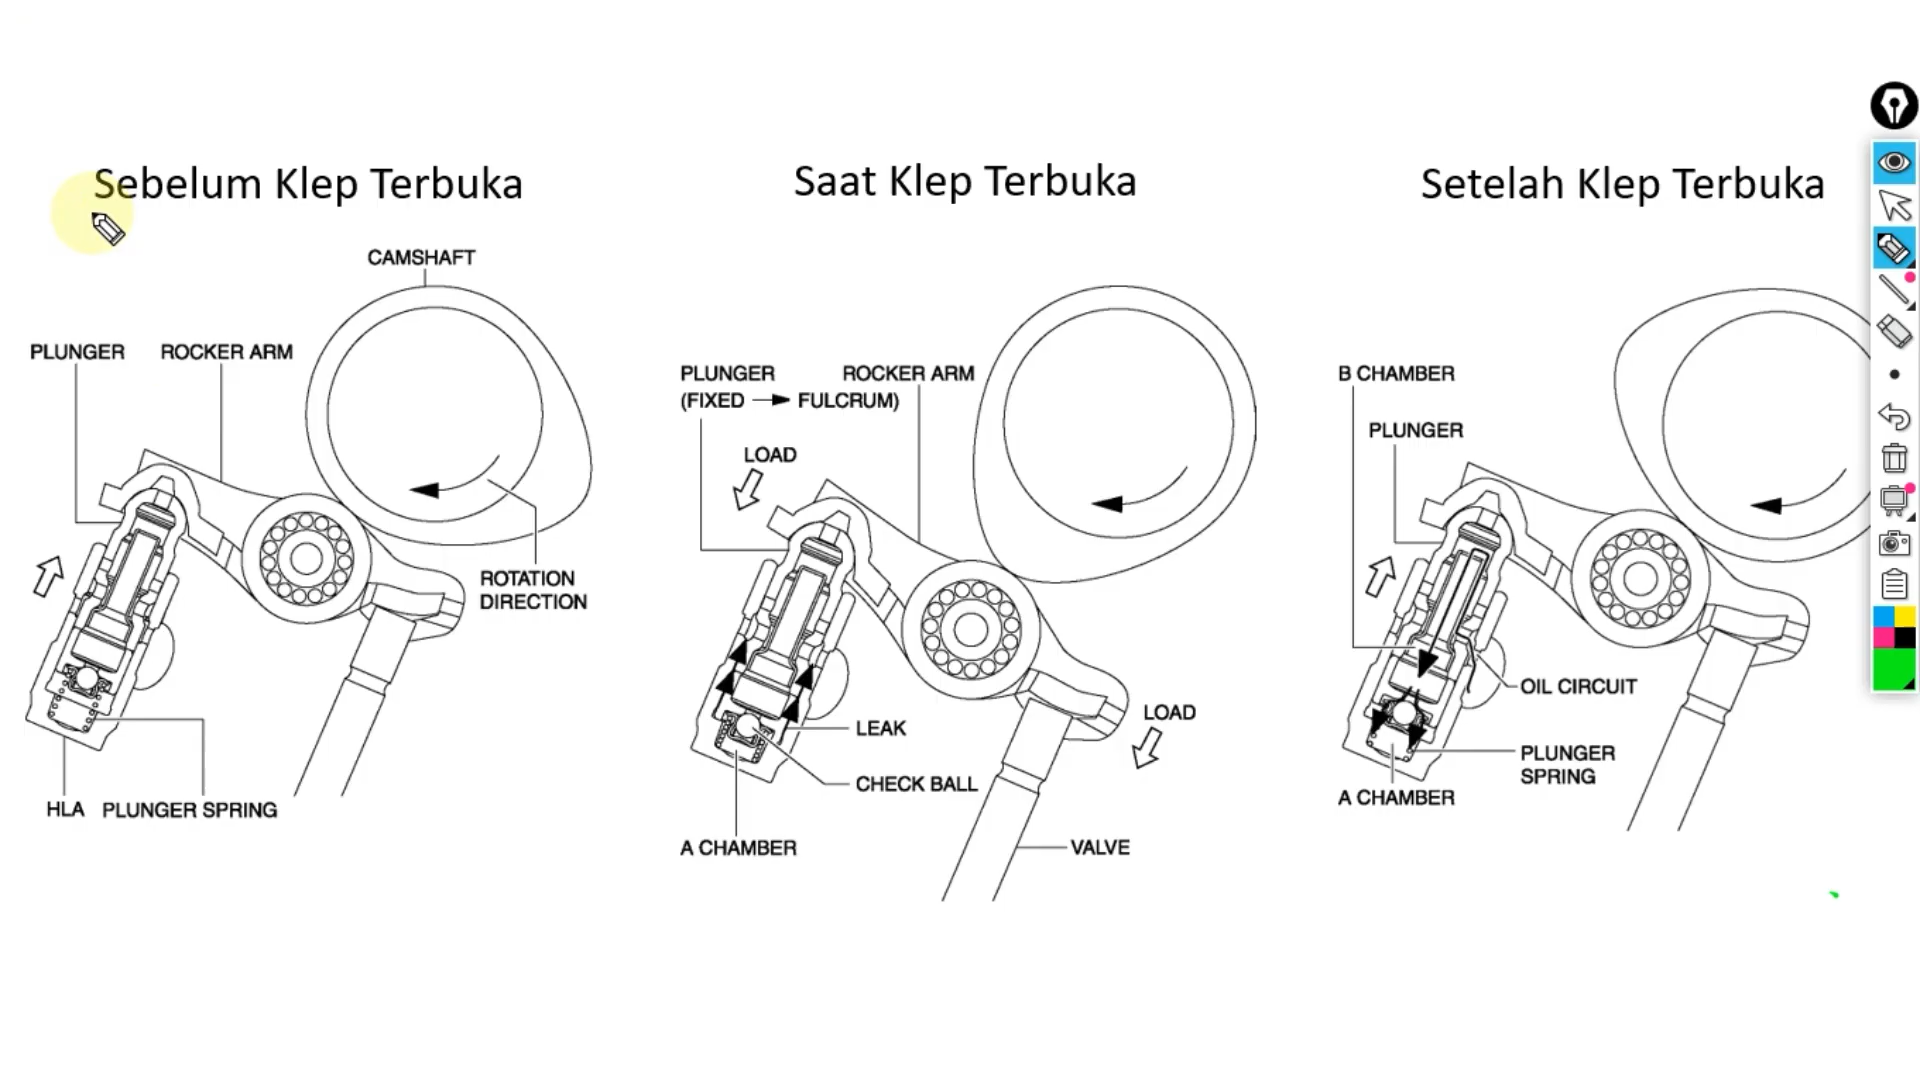 Sebelum Klep Terbuka
CAMSHAFT
PLUNGER
ROCKER ARM
ROTATION
DIRECTION
HLA
PLUNGER SPRING
Saat Klep Terbuka
PLUNGER
(FIXED → FULCRUM)
ROCKER ARM
LOAD
LOAD
LEAK
CHECK BALL
A CHAMBER
VALVE
Setelah Klep Terbuka
B CHAMBER
PLUNGER
OIL CIRCUIT
PLUNGER
SPRING
A CHAMBER